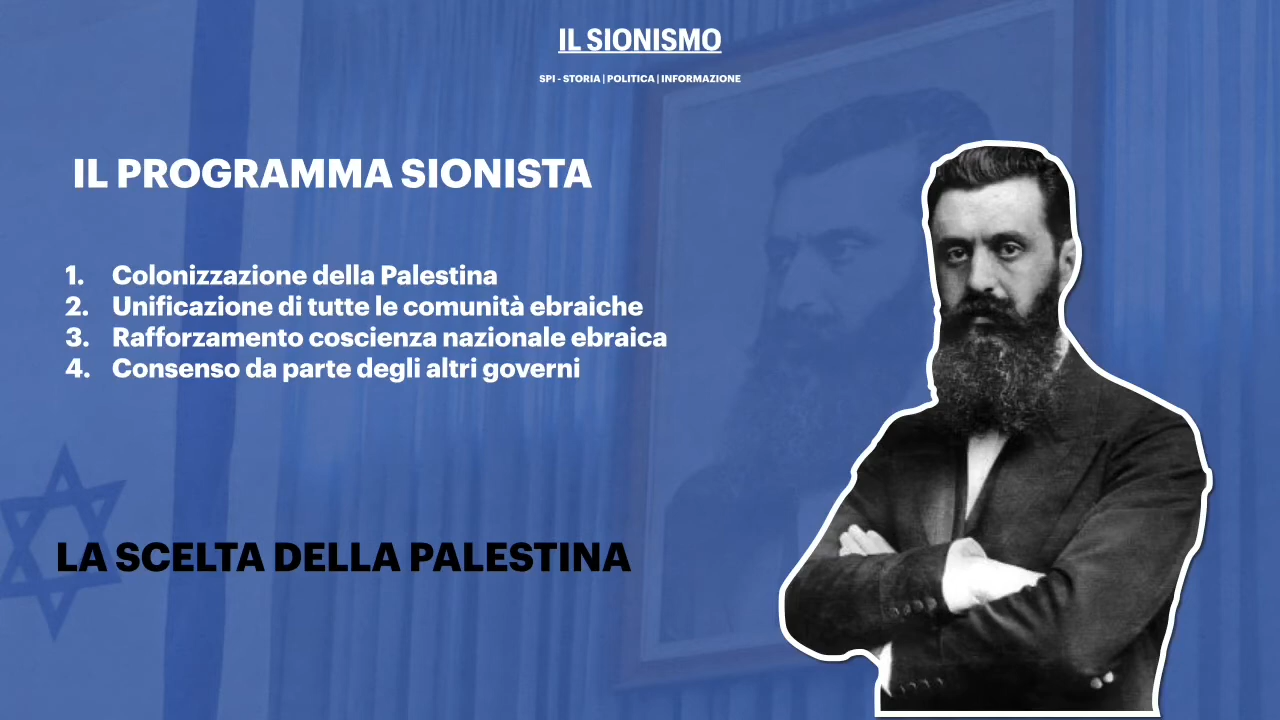 IL SIONISMO
SPI - STORIA | POLITICA | INFORMAZIONE
IL PROGRAMMA SIONISTA
1. Colonizzazione della Palestina
2. Unificazione di tutte le comunità ebraiche
3. Rafforzamento coscienza nazionale ebraica
4. Consenso da parte degli altri governi
LA SCELTA DELLA PALESTINA